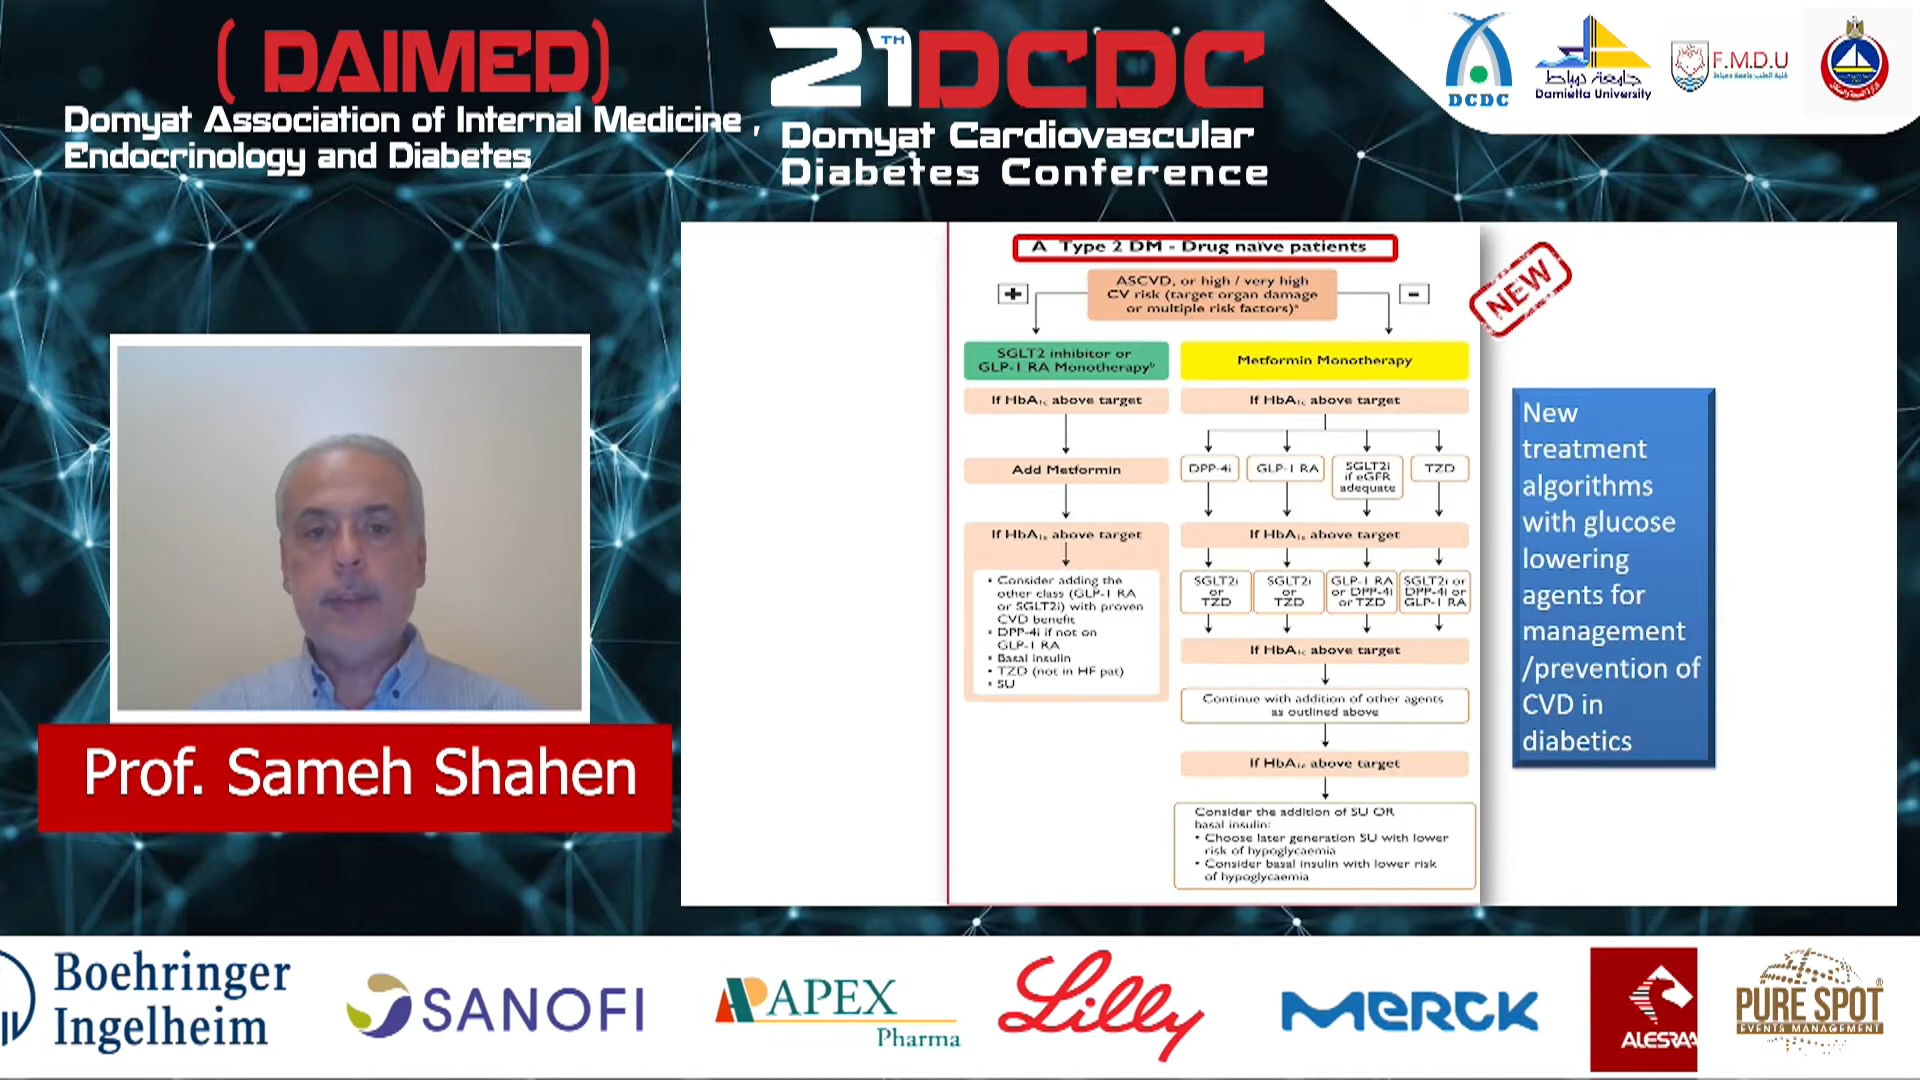 ( DAIMED)
Domyat Association of Internal Medicine ,
Endocrinology and Diabetes
21TH DCDC
Domyat Cardiovascular
Diabetes Conference
DCDC
جامعة دمياط
Damietta University
F.M.D.U
كلية الطب جامعة دمياط
A Type 2 DM - Drug naïve patients
ASCVD, or high / very high
CV risk (target organ damage
or multiple risk factors)ᵃ
+
-
SGLT2 inhibitor or
GLP-1 RA Monotherapyᵇ
Metformin Monotherapy
If HbA₁c above target
If HbA₁c above target
Add Metformin
DPP-4i
GLP-1 RA
SGLT2i
if eGFR
adequate
TZD
If HbA₁c above target
If HbA₁c above target
• Consider adding the
other class (GLP-1 RA
or SGLT2i) with proven
CVD benefit
• DPP-4i if not on
GLP-1 RA
• Basal insulin
• TZD (not in HF pat)
• SU
SGLT2i
or
TZD
SGLT2i
or
TZD
GLP-1 RA
or DPP-4i
or TZD
SGLT2i or
DPP-4i or
GLP-1 RA
If HbA₁c above target
Continue with addition of other agents
as outlined above
If HbA₁c above target
Consider the addition of SU OR
basal insulin:
• Choose later generation SU with lower
risk of hypoglycaemia
• Consider basal insulin with lower risk
of hypoglycaemia
NEW
New
treatment
algorithms
with glucose
lowering
agents for
management
/prevention of
CVD in
diabetics
Prof. Sameh Shahen
Boehringer
Ingelheim
SANOFI
APEX
Pharma
Lilly
MERCK
ALESRAA
PURE SPOT
EVENTS MANAGEMENT